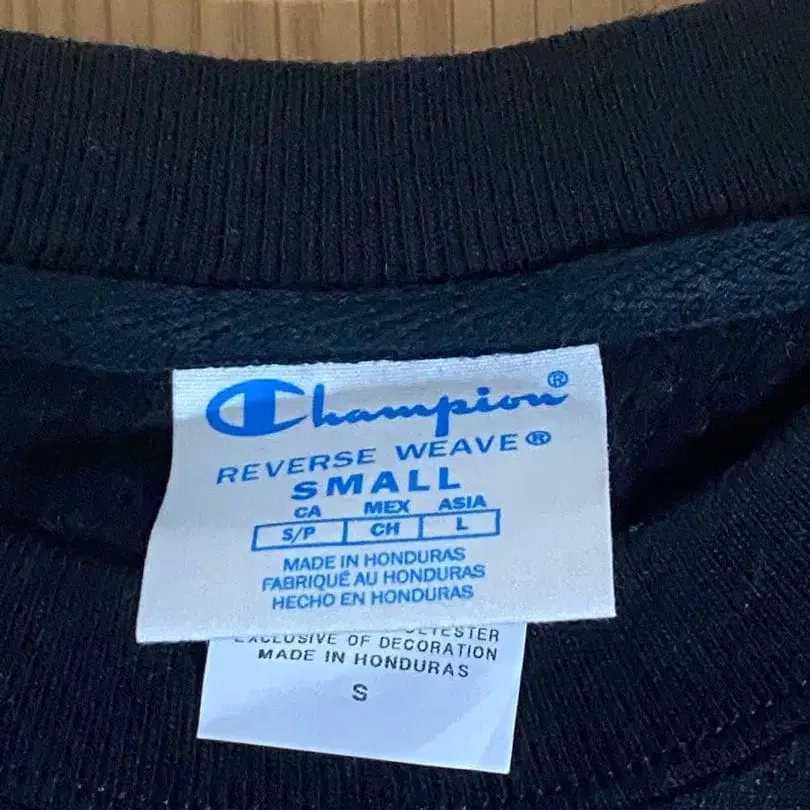 Champion®
REVERSE WEAVE®
SMALL
CA MEX ASIA
S/P CH L
MADE IN HONDURAS
FABRIQUÉ AU HONDURAS
HECHO EN HONDURAS
EXCLUSIVE OF DECORATION
MADE IN HONDURAS
S